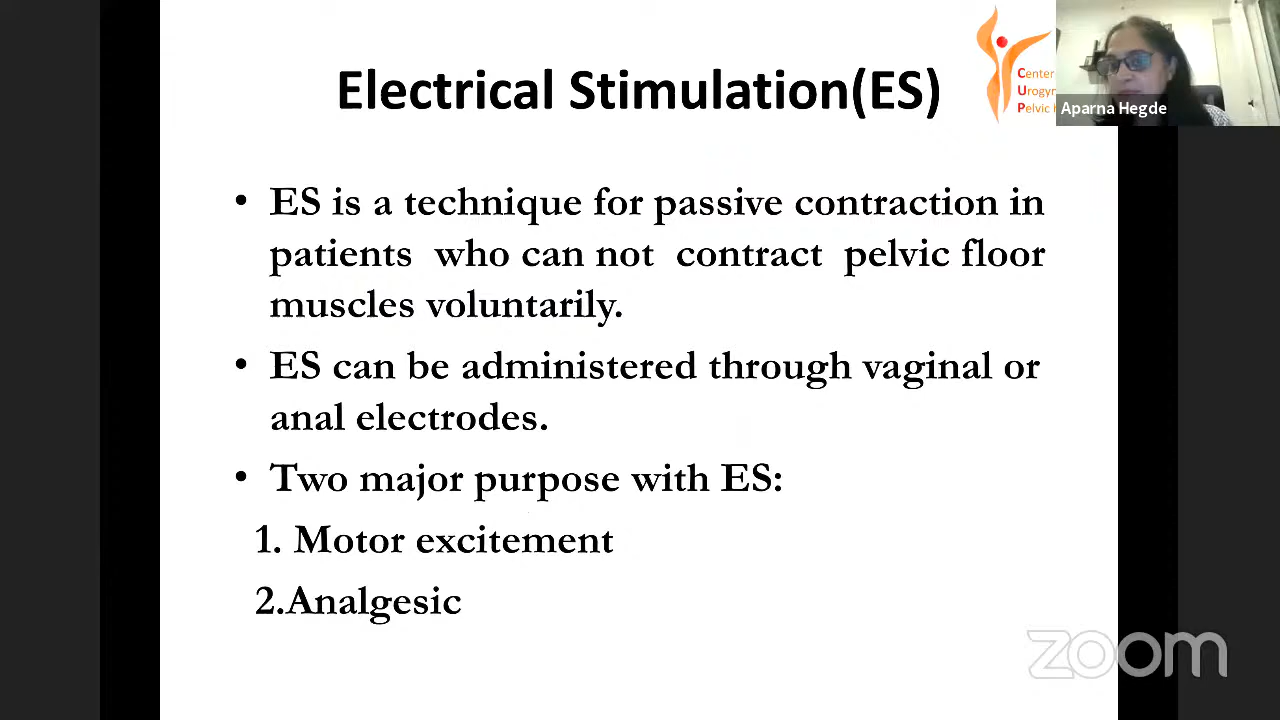 Electrical Stimulation(ES)
Center
Urogyn
Pelvic
Aparna Hegde
• ES is a technique for passive contraction in
patients who can not contract pelvic floor
muscles voluntarily.
• ES can be administered through vaginal or
anal electrodes.
• Two major purpose with ES:
1. Motor excitement
2.Analgesic
zoom